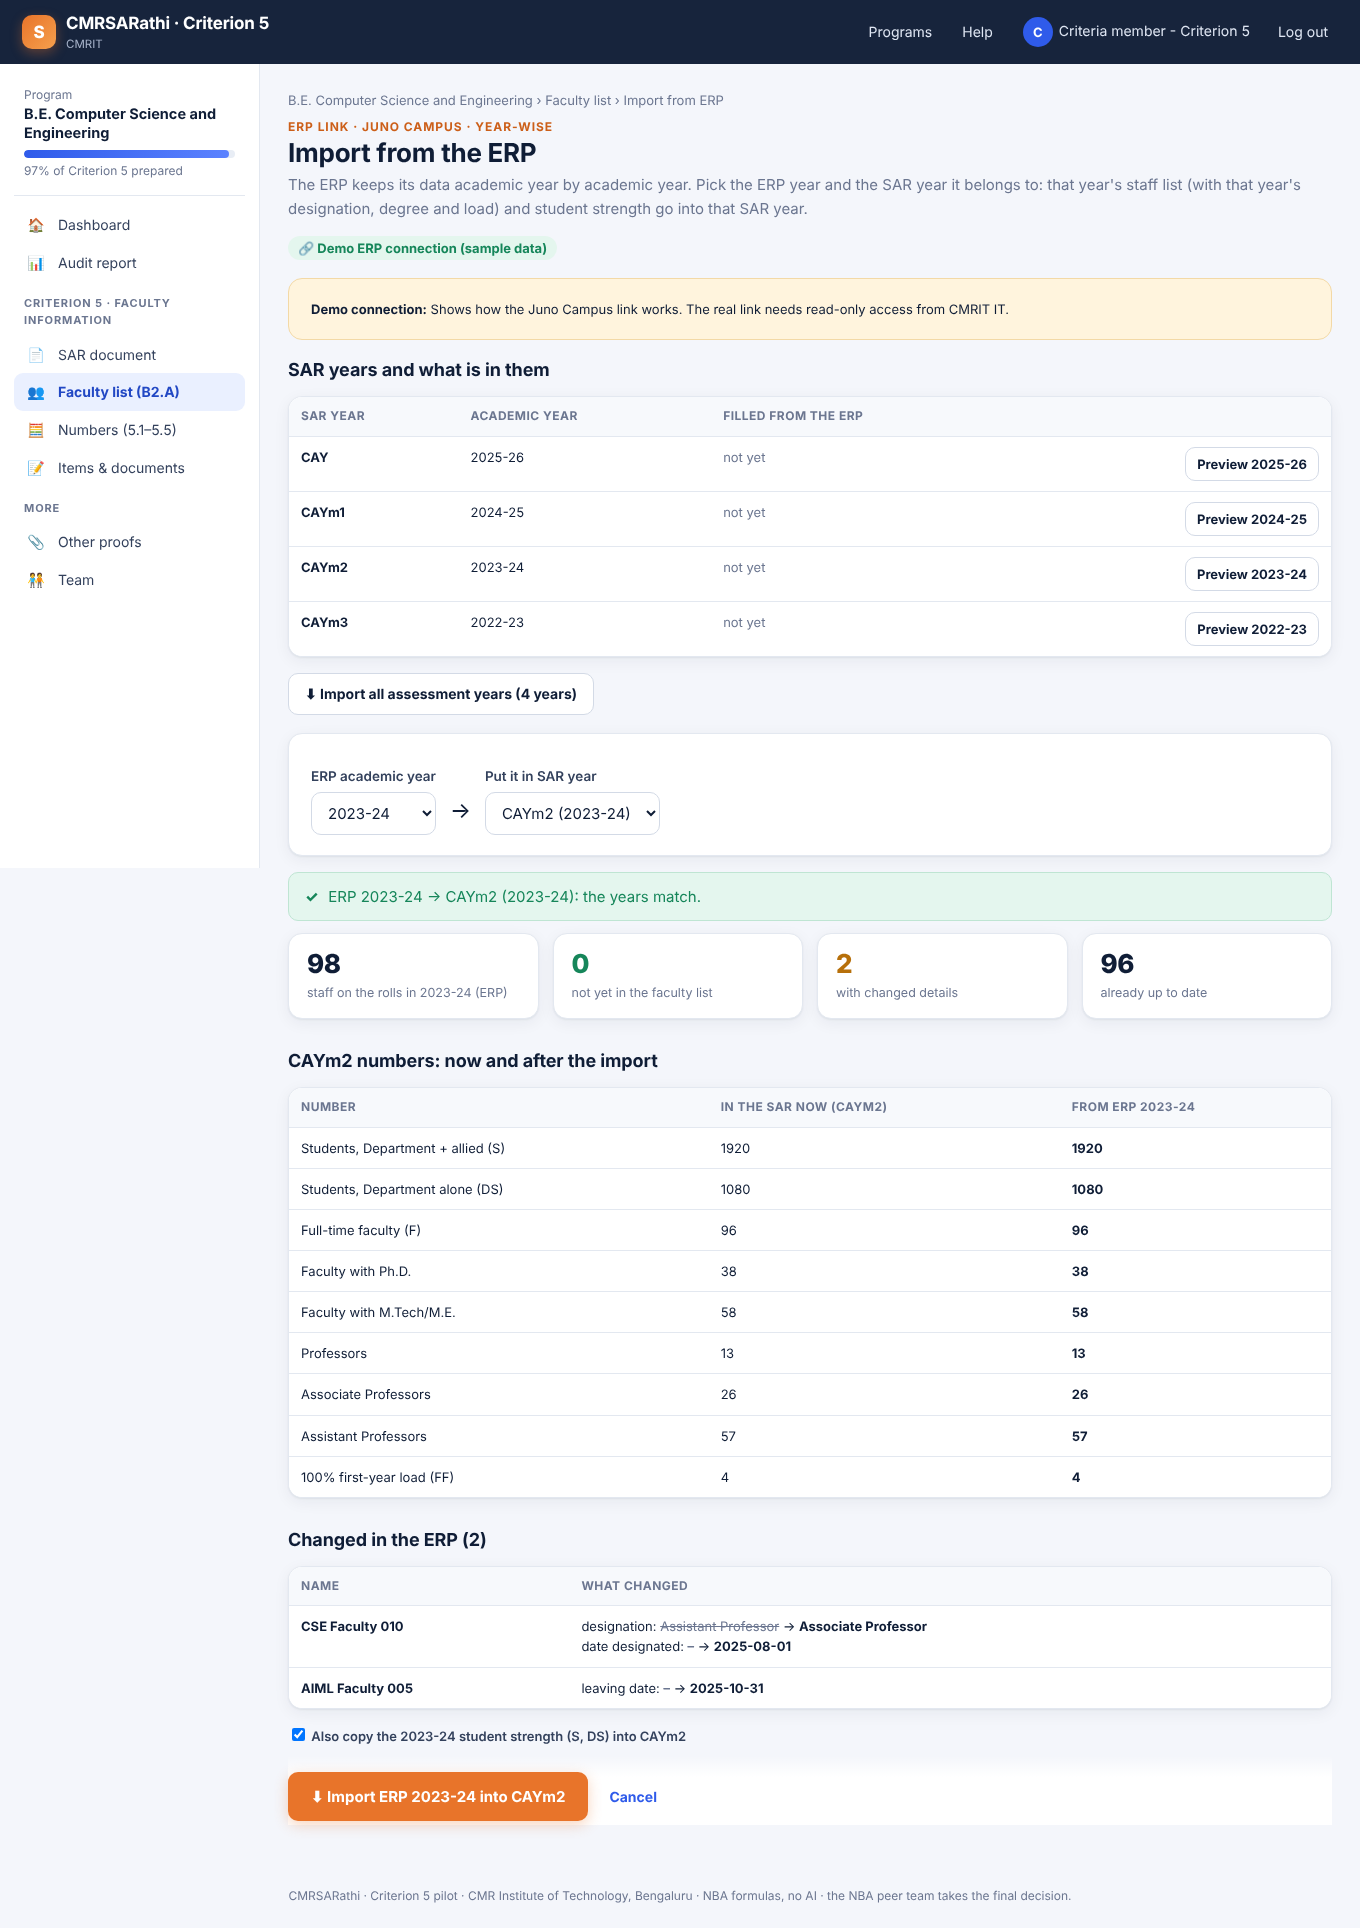 S
CMRSARathi · Criterion 5
CMRIT
Programs
Help
C
Criteria member - Criterion 5
Log out
Program
B.E. Computer Science and
Engineering
97% of Criterion 5 prepared
Dashboard
Audit report
CRITERION 5 · FACULTY
INFORMATION
SAR document
Faculty list (B2.A)
Numbers (5.1–5.5)
Items & documents
MORE
Other proofs
Team
B.E. Computer Science and Engineering › Faculty list › Import from ERP
ERP LINK · JUNO CAMPUS · YEAR-WISE
Import from the ERP
The ERP keeps its data academic year by academic year. Pick the ERP year and the SAR year it belongs to: that year's staff list (with that year's
designation, degree and load) and student strength go into that SAR year.
Demo ERP connection (sample data)
Demo connection: Shows how the Juno Campus link works. The real link needs read-only access from CMRIT IT.
SAR years and what is in them
SAR YEAR ACADEMIC YEAR FILLED FROM THE ERP
CAY 2025-26 not yet Preview 2025-26
CAYm1 2024-25 not yet Preview 2024-25
CAYm2 2023-24 not yet Preview 2023-24
CAYm3 2022-23 not yet Preview 2022-23
⬇ Import all assessment years (4 years)
ERP academic year Put it in SAR year
2023-24 → CAYm2 (2023-24)
✓ ERP 2023-24 → CAYm2 (2023-24): the years match.
98
staff on the rolls in 2023-24 (ERP)
0
not yet in the faculty list
2
with changed details
96
already up to date
CAYm2 numbers: now and after the import
NUMBER IN THE SAR NOW (CAYM2) FROM ERP 2023-24
Students, Department + allied (S) 1920 1920
Students, Department alone (DS) 1080 1080
Full-time faculty (F) 96 96
Faculty with Ph.D. 38 38
Faculty with M.Tech/M.E. 58 58
Professors 13 13
Associate Professors 26 26
Assistant Professors 57 57
100% first-year load (FF) 4 4
Changed in the ERP (2)
NAME WHAT CHANGED
CSE Faculty 010 designation: Assistant Professor → Associate Professor
date designated: – → 2025-08-01
AIML Faculty 005 leaving date: – → 2025-10-31
Also copy the 2023-24 student strength (S, DS) into CAYm2
⬇ Import ERP 2023-24 into CAYm2 Cancel
CMRSARathi · Criterion 5 pilot · CMR Institute of Technology, Bengaluru · NBA formulas, no AI · the NBA peer team takes the final decision.